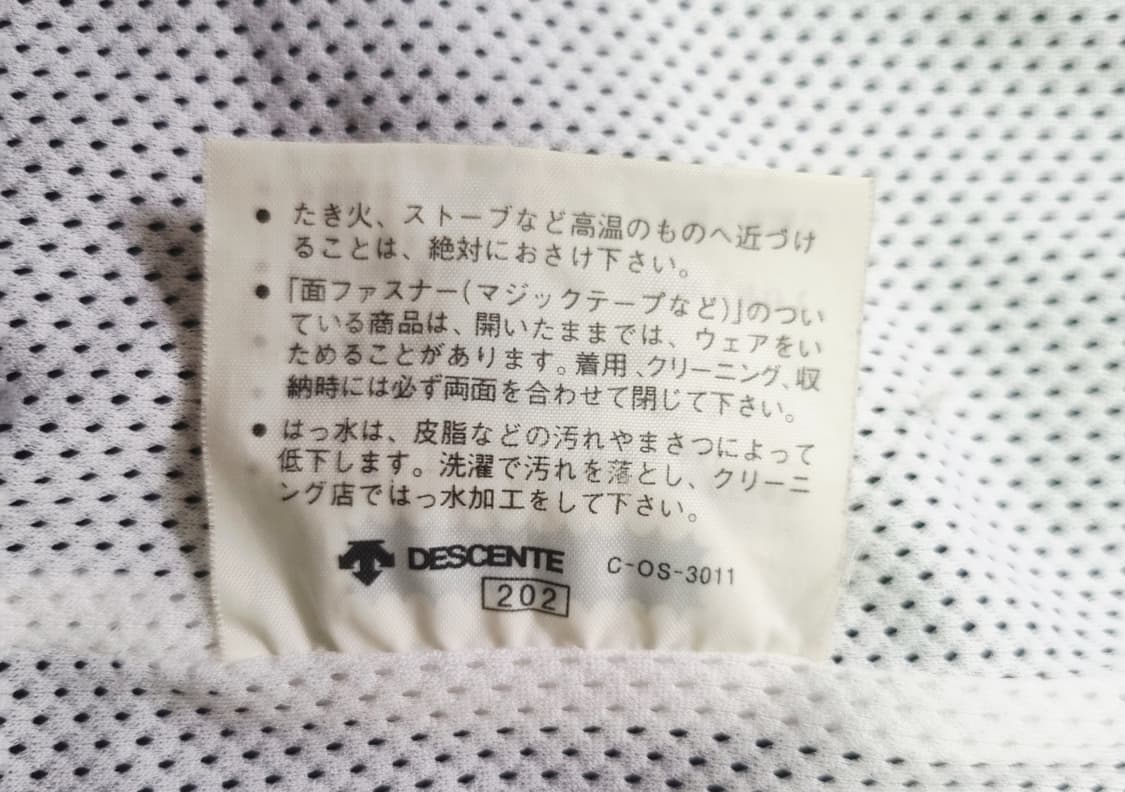 ● たき火、ストーブなど高温のものへ近づけ
ることは、絶対におさけ下さい。
● 「面ファスナー(マジックテープなど)」のつい
ている商品は、開いたままでは、ウェアをい
ためることがあります。着用、クリーニング、収
納時には必ず両面を合わせて閉じて下さい。
● はっ水は、皮脂などの汚れやまさつによって
低下します。洗濯で汚れを落とし、クリーニ
ング店ではっ水加工をして下さい。
DESCENTE C-OS-3011
202